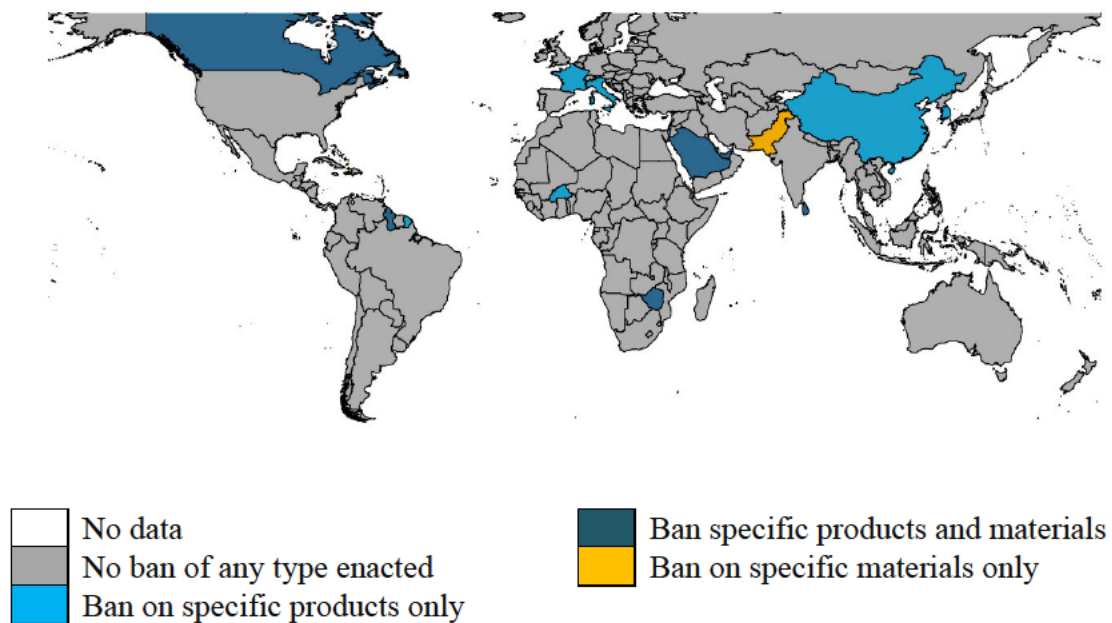 No data
No ban of any type enacted
Ban on specific products only
Ban specific products and materials
Ban on specific materials only